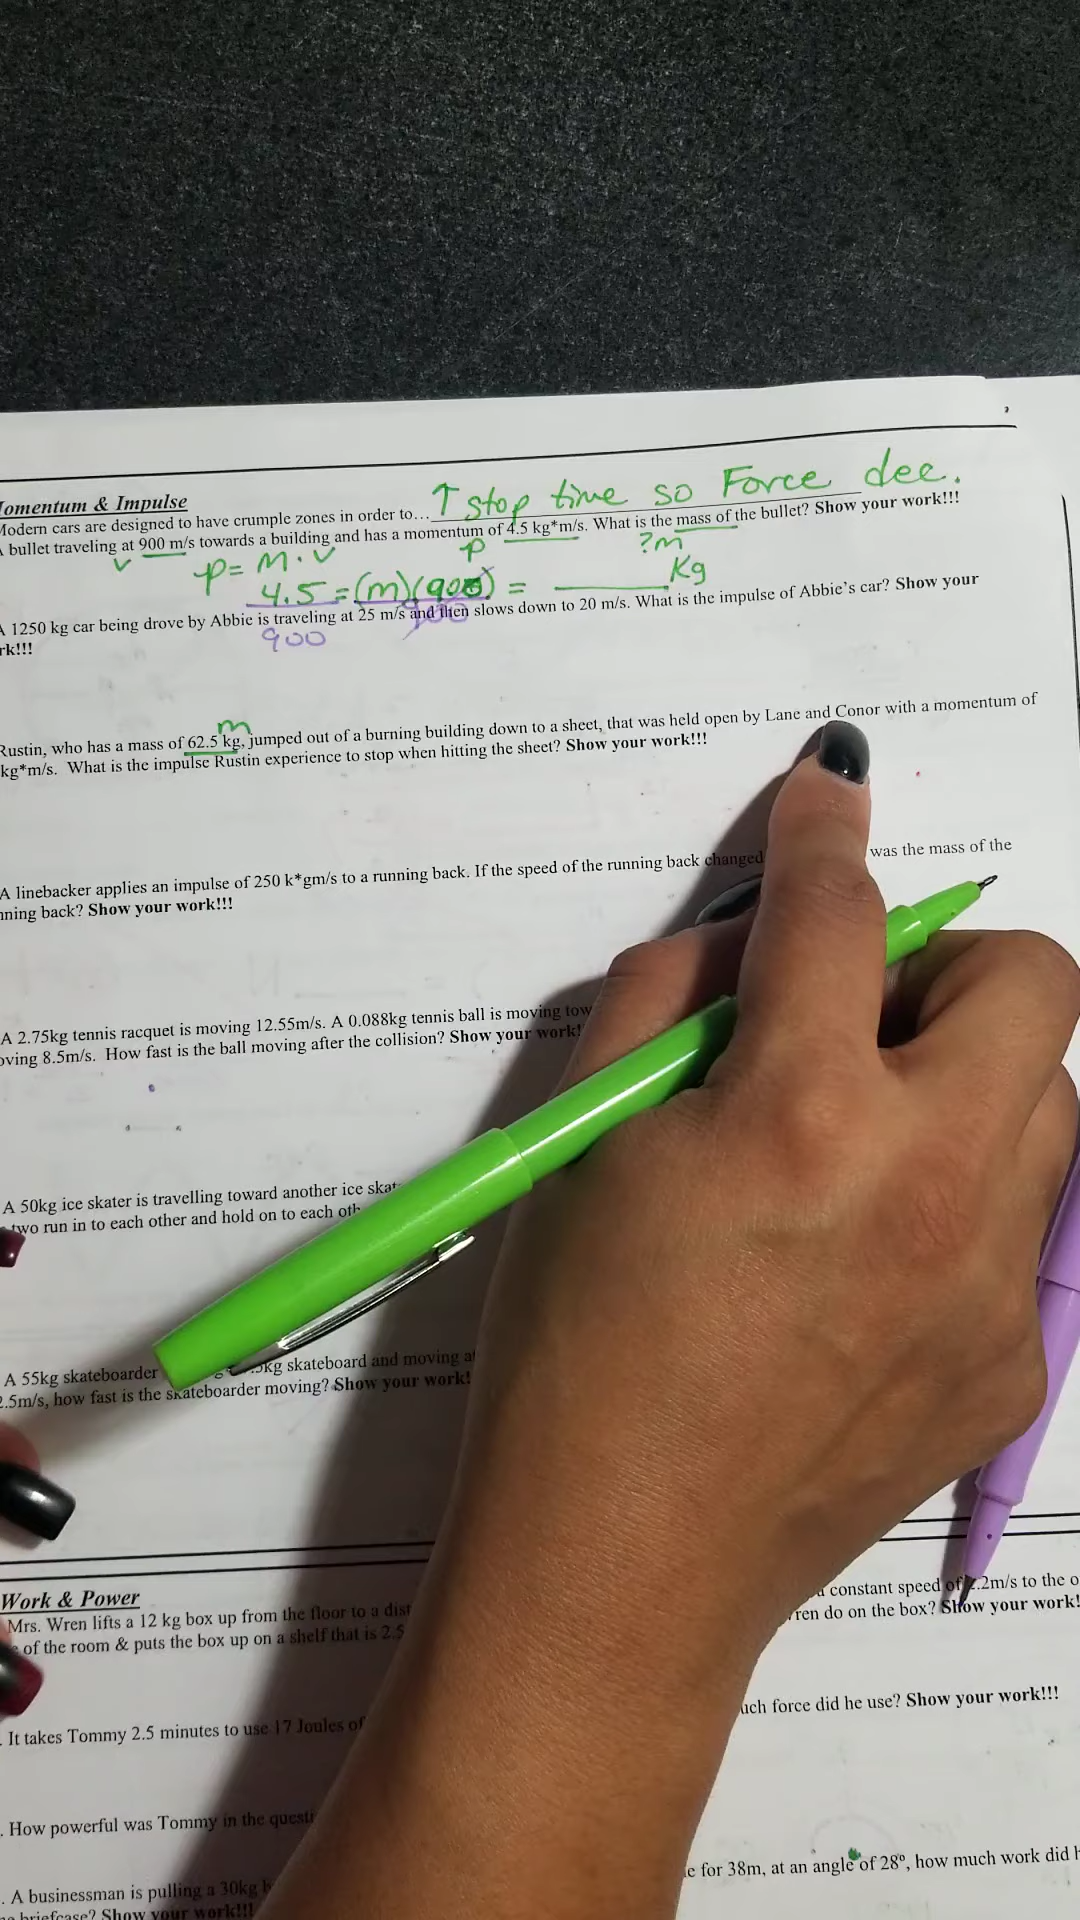 Momentum & Impulse
Modern cars are designed to have crumple zones in order to... ↑ stop time so Force dec.
A bullet traveling at 900 m/s towards a building and has a momentum of 4.5 kg*m/s. What is the mass of the bullet? Show your work!!!
v p = m · v p ?m
4.5 = (m)(900) = ______ Kg
A 1250 kg car being drove by Abbie is traveling at 25 m/s and then slows down to 20 m/s. What is the impulse of Abbie's car? Show your
rk!!! 900
m
Rustin, who has a mass of 62.5 kg, jumped out of a burning building down to a sheet, that was held open by Lane and Conor with a momentum of
kg*m/s. What is the impulse Rustin experience to stop when hitting the sheet? Show your work!!!
A linebacker applies an impulse of 250 k*gm/s to a running back. If the speed of the running back changed was the mass of the
nning back? Show your work!!!
A 2.75kg tennis racquet is moving 12.55m/s. A 0.088kg tennis ball is moving tow
oving 8.5m/s. How fast is the ball moving after the collision? Show your work!
A 50kg ice skater is travelling toward another ice skat
two run in to each other and hold on to each oth
A 55kg skateboarder kg skateboard and moving at
2.5m/s, how fast is the skateboarder moving? Show your work!
Work & Power
Mrs. Wren lifts a 12 kg box up from the floor to a dist constant speed of .2m/s to the o
of the room & puts the box up on a shelf that is 2.5 ren do on the box? Show your work!
. It takes Tommy 2.5 minutes to use 17 Joules of uch force did he use? Show your work!!!
. How powerful was Tommy in the questi
. A businessman is pulling a 30kg b e for 38m, at an angle of 28°, how much work did h
briefcase? Show your work!!!